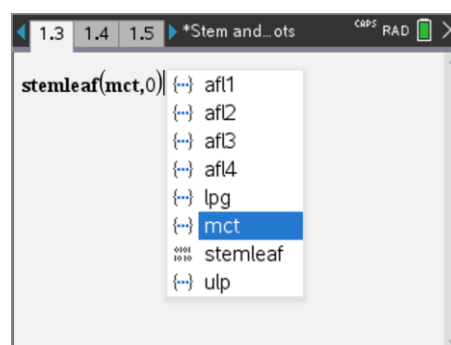 1.3 1.4 1.5 *Stem and...ots CAPS RAD
stemleaf(mct,0)
afl1
afl2
afl3
afl4
lpg
mct
stemleaf
ulp